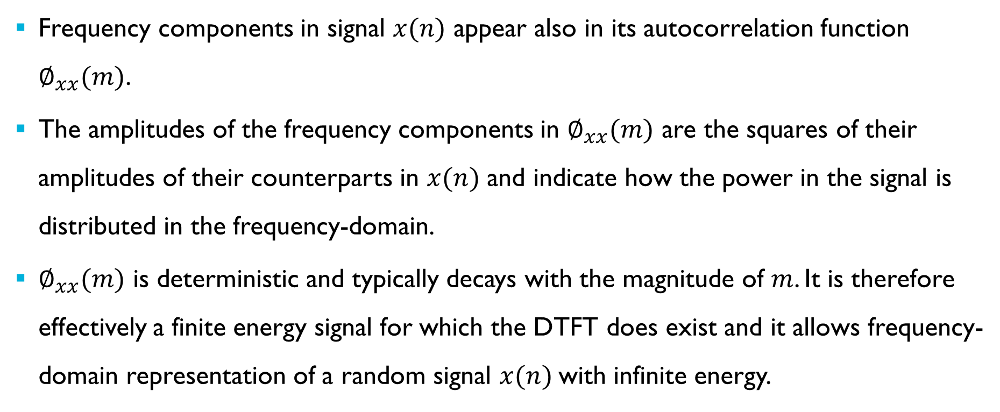 ▪ Frequency components in signal 𝑥(𝑛) appear also in its autocorrelation function
∅𝑥𝑥(𝑚).
▪ The amplitudes of the frequency components in ∅𝑥𝑥(𝑚) are the squares of their
amplitudes of their counterparts in 𝑥(𝑛) and indicate how the power in the signal is
distributed in the frequency-domain.
▪ ∅𝑥𝑥(𝑚) is deterministic and typically decays with the magnitude of 𝑚. It is therefore
effectively a finite energy signal for which the DTFT does exist and it allows frequency-
domain representation of a random signal 𝑥(𝑛) with infinite energy.